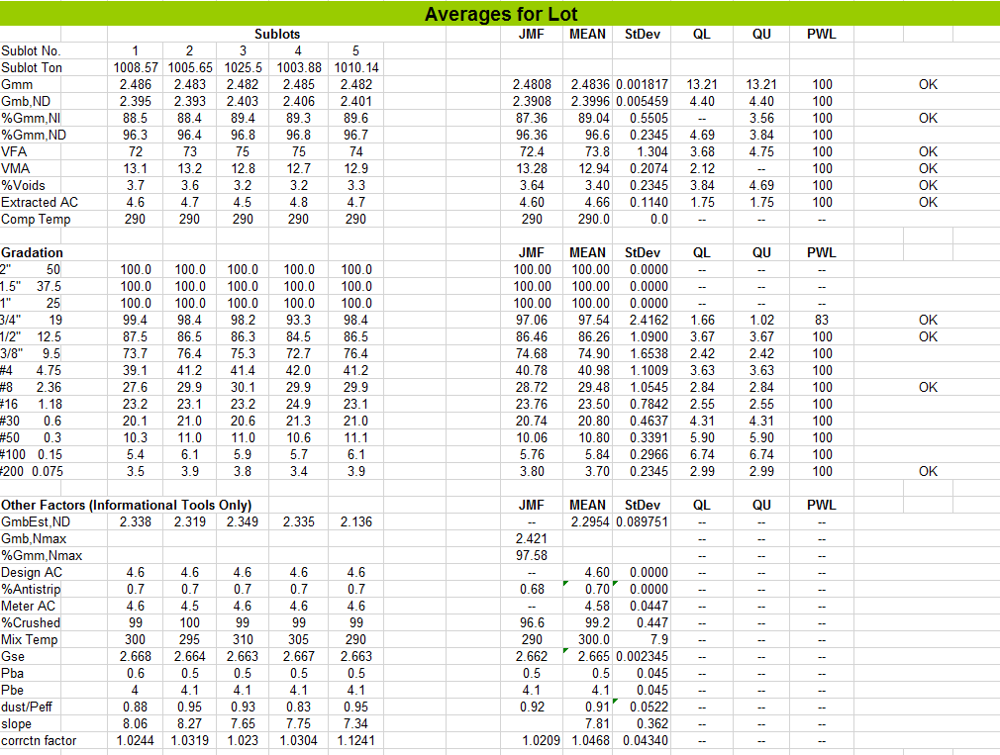 Averages for Lot
Sublots JMF MEAN StDev QL QU PWL
Sublot No. 1 2 3 4 5
Sublot Ton 1008.57 1005.65 1025.5 1003.88 1010.14
Gmm 2.486 2.483 2.482 2.485 2.482 2.4808 2.4836 0.001817 13.21 13.21 100 OK
Gmb,ND 2.395 2.393 2.403 2.406 2.401 2.3908 2.3996 0.005459 4.40 4.40 100
%Gmm,NI 88.5 88.4 89.4 89.3 89.6 87.36 89.04 0.5505 -- 3.56 100 OK
%Gmm,ND 96.3 96.4 96.8 96.8 96.7 96.36 96.6 0.2345 4.69 3.84 100
VFA 72 73 75 75 74 72.4 73.8 1.304 3.68 4.75 100 OK
VMA 13.1 13.2 12.8 12.7 12.9 13.28 12.94 0.2074 2.12 -- 100 OK
%Voids 3.7 3.6 3.2 3.2 3.3 3.64 3.40 0.2345 3.84 4.69 100 OK
Extracted AC 4.6 4.7 4.5 4.8 4.7 4.60 4.66 0.1140 1.75 1.75 100 OK
Comp Temp 290 290 290 290 290 290 290.0 0.0 -- -- --
Gradation JMF MEAN StDev QL QU PWL
2" 50 100.0 100.0 100.0 100.0 100.0 100.00 100.00 0.0000 -- -- --
1.5" 37.5 100.0 100.0 100.0 100.0 100.0 100.00 100.00 0.0000 -- -- --
1" 25 100.0 100.0 100.0 100.0 100.0 100.00 100.00 0.0000 -- -- --
3/4" 19 99.4 98.4 98.2 93.3 98.4 97.06 97.54 2.4162 1.66 1.02 83 OK
1/2" 12.5 87.5 86.5 86.3 84.5 86.5 86.46 86.26 1.0900 3.67 3.67 100 OK
3/8" 9.5 73.7 76.4 75.3 72.7 76.4 74.68 74.90 1.6538 2.42 2.42 100
#4 4.75 39.1 41.2 41.4 42.0 41.2 40.78 40.98 1.1009 3.63 3.63 100
#8 2.36 27.6 29.9 30.1 29.9 29.9 28.72 29.48 1.0545 2.84 2.84 100 OK
#16 1.18 23.2 23.1 23.2 24.9 23.1 23.76 23.50 0.7842 2.55 2.55 100
#30 0.6 20.1 21.0 20.6 21.3 21.0 20.74 20.80 0.4637 4.31 4.31 100
#50 0.3 10.3 11.0 11.0 10.6 11.1 10.06 10.80 0.3391 5.90 5.90 100
#100 0.15 5.4 6.1 5.9 5.7 6.1 5.76 5.84 0.2966 6.74 6.74 100
#200 0.075 3.5 3.9 3.8 3.4 3.9 3.80 3.70 0.2345 2.99 2.99 100 OK
Other Factors (Informational Tools Only) JMF MEAN StDev QL QU PWL
GmbEst,ND 2.338 2.319 2.349 2.335 2.136 -- 2.2954 0.089751 -- -- --
Gmb,Nmax 2.421 -- -- --
%Gmm,Nmax 97.58 -- -- --
Design AC 4.6 4.6 4.6 4.6 4.6 -- 4.60 0.0000 -- -- --
%Antistrip 0.7 0.7 0.7 0.7 0.7 0.68 0.70 0.0000 -- -- --
Meter AC 4.6 4.5 4.6 4.6 4.6 -- 4.58 0.0447 -- -- --
%Crushed 99 100 99 99 99 96.6 99.2 0.447 -- -- --
Mix Temp 300 295 310 305 290 290 300.0 7.9 -- -- --
Gse 2.668 2.664 2.663 2.667 2.663 2.662 2.665 0.002345 -- -- --
Pba 0.6 0.5 0.5 0.5 0.5 0.5 0.5 0.045 -- -- --
Pbe 4 4.1 4.1 4.1 4.1 4.1 4.1 0.045 -- -- --
dust/Peff 0.88 0.95 0.93 0.83 0.95 0.92 0.91 0.0522 -- -- --
slope 8.06 8.27 7.65 7.75 7.34 7.81 0.362 -- -- --
corrctn factor 1.0244 1.0319 1.023 1.0304 1.1241 1.0209 1.0468 0.04340 -- -- --